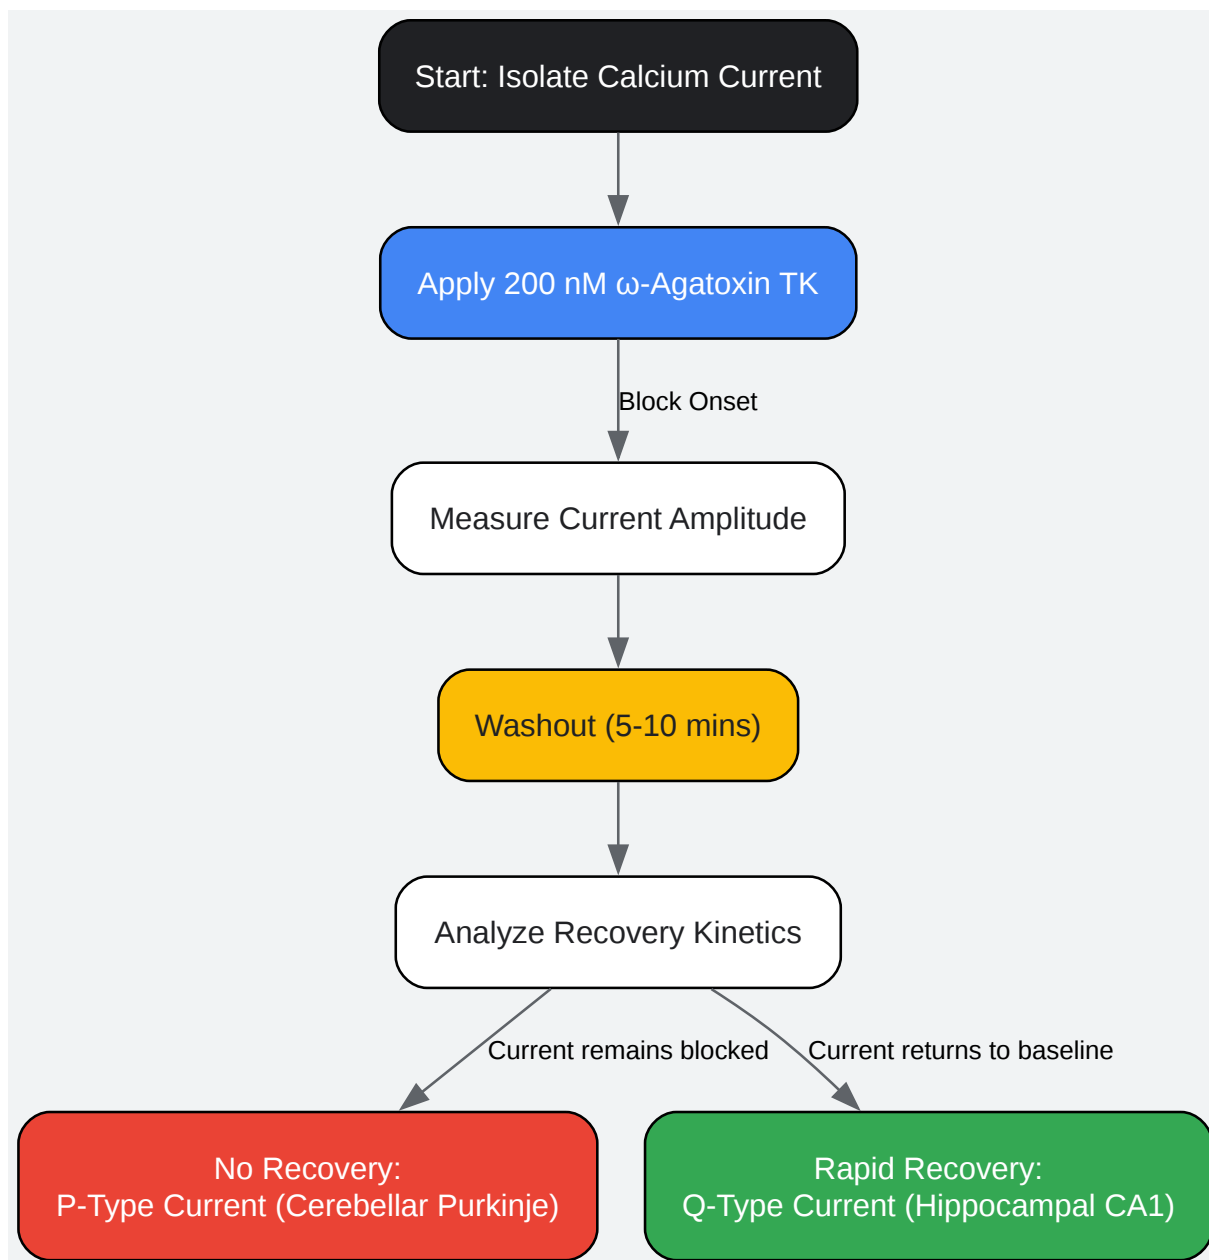 Start: Isolate Calcium Current
Apply 200 nM ω-Agatoxin TK
Block Onset
Measure Current Amplitude
Washout (5-10 mins)
Analyze Recovery Kinetics
Current remains blocked
Current returns to baseline
No Recovery:
P-Type Current (Cerebellar Purkinje)
Rapid Recovery:
Q-Type Current (Hippocampal CA1)